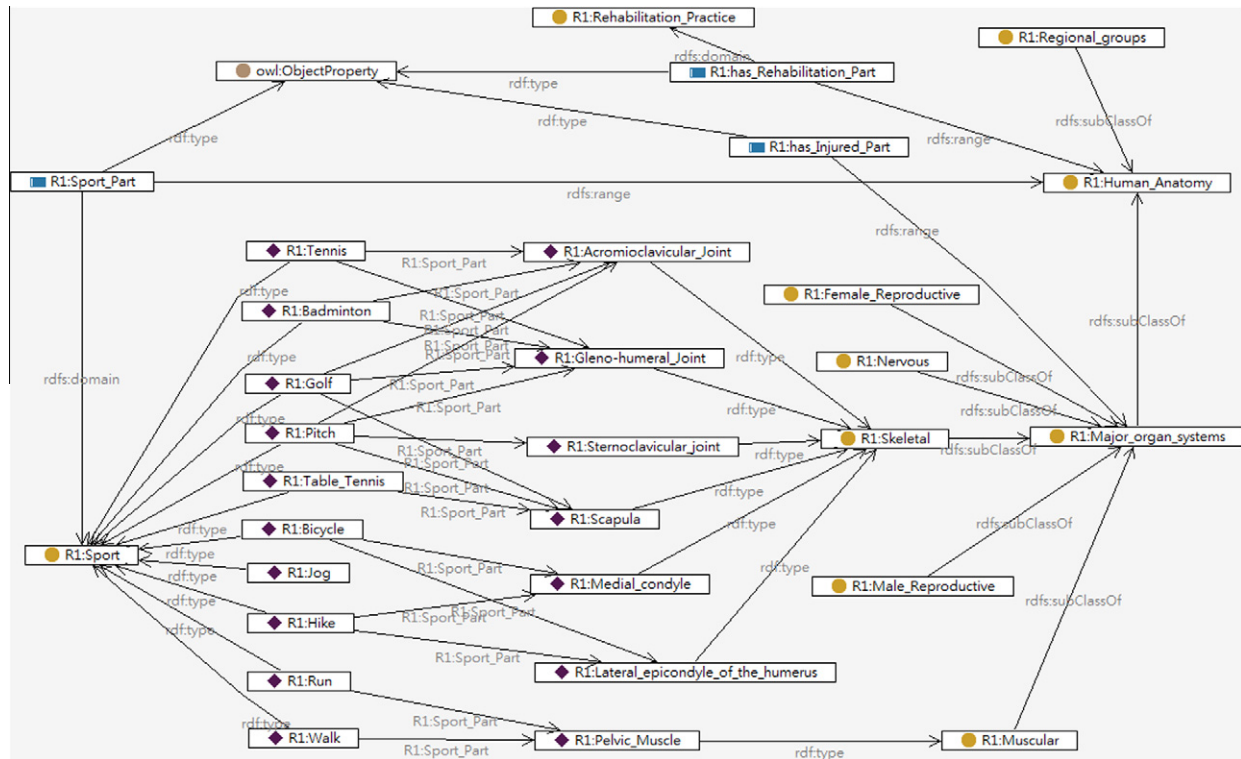 R1:Rehabilitation_Practice
R1:Regional_groups
rdfs:domain
owl:ObjectProperty
R1:has_Rehabilitation_Part
rdf:type
rdf:type
rdfs:subClassOf
rdf:type
rdfs:range
R1:has_Injured_Part
R1:Sport_Part
R1:Human_Anatomy
rdfs:range
rdfs:range
R1:Tennis
R1:Acromioclavicular_Joint
R1:Sport_Part
rdf:type
R1:Sport_Part
R1:Female_Reproductive
R1:Badminton
R1:Sport_Part
R1:Sport_Part
rdfs:subClassOf
rdf:type
R1:Sport_Part
R1:Sport_Part
R1:Gleno-humeral_Joint
rdf:type
R1:Nervous
rdfs:domain
rdfs:subClassOf
R1:Golf
R1:Sport_Part
rdf:type
rdf:type
rdfs:subClassOf
R1:Pitch
R1:Sport_Part
R1:Sternoclavicular_joint
R1:Skeletal
R1:Major_organ_systems
rdf:type
R1:Sport_Part
rdf:type
rdfs:subClassOf
R1:Table_Tennis
R1:Sport_Part
rdf:type
R1:Sport_Part
R1:Scapula
rdf:type
R1:Bicycle
rdfs:subClassOf
R1:Sport
rdf:type
R1:Jog
R1:Sport_Part
rdf:type
rdf:type
R1:Medial_condyle
R1:Male_Reproductive
rdf:type
rdfs:subClassOf
R1:Sport_Part
R1:Sport_Part
R1:Hike
rdf:type
R1:Sport_Part
R1:Lateral_epicondyle_of_the_humerus
R1:Run
rdf:type
R1:Sport_Part
R1:Walk
R1:Sport_Part
R1:Pelvic_Muscle
rdf:type
R1:Muscular